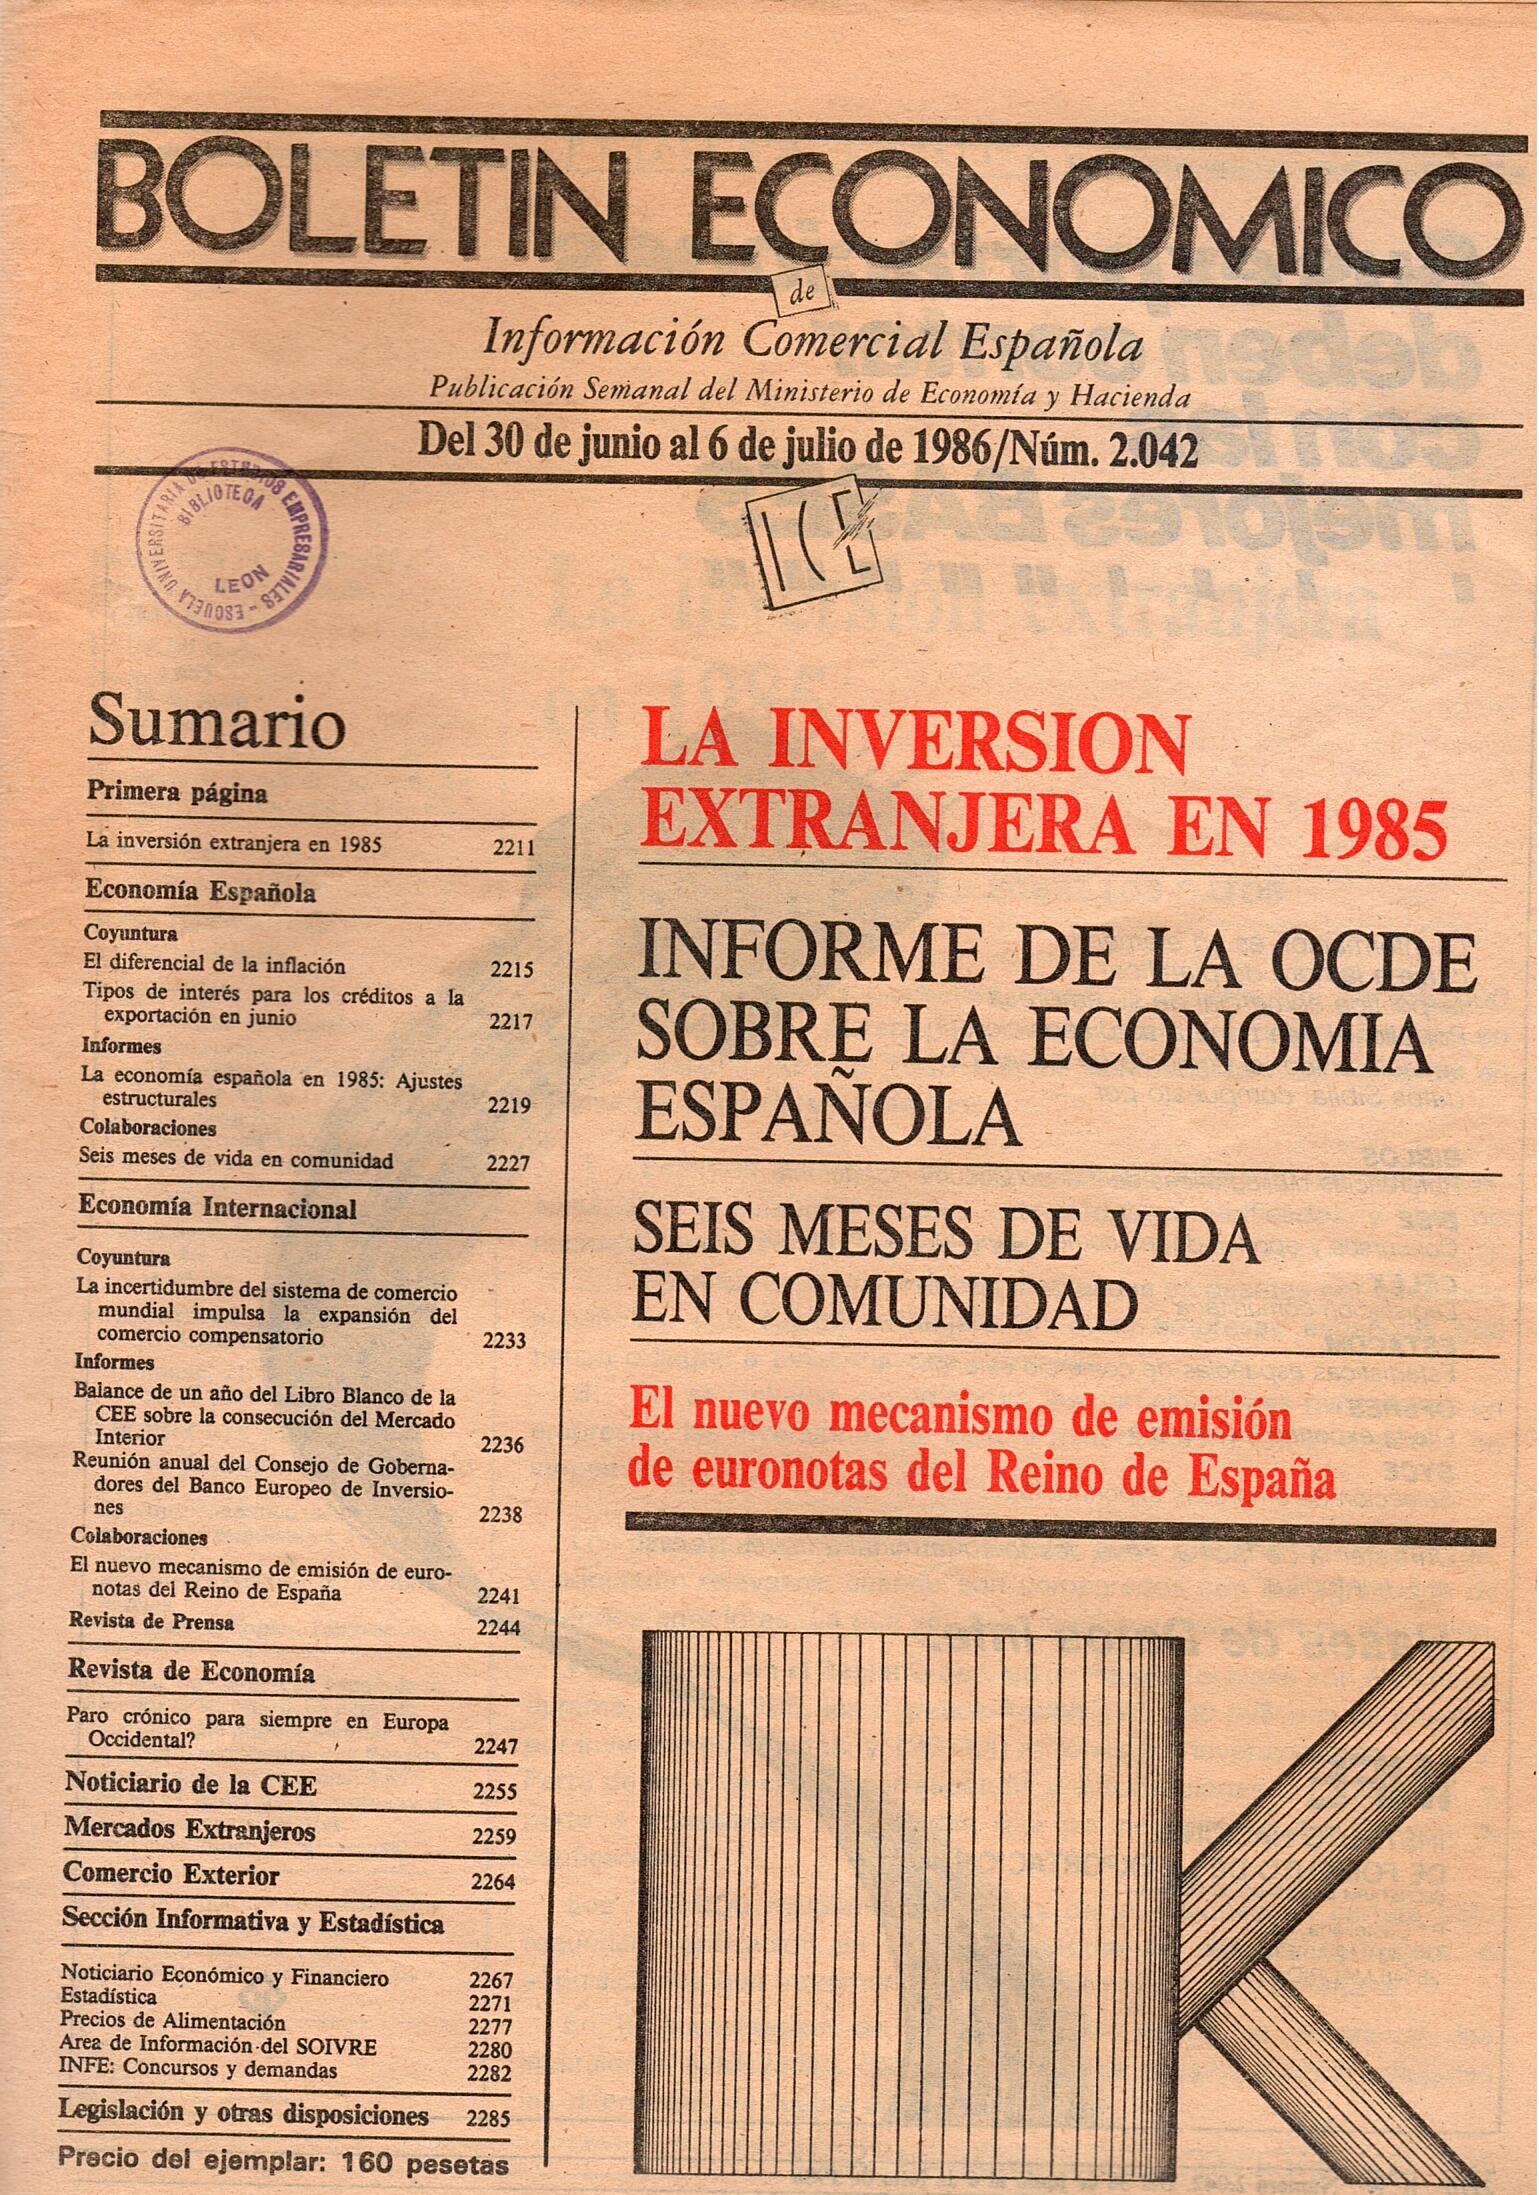 BOLETIN ECONOMICO
de
Información Comercial Española
Publicación Semanal del Ministerio de Economía y Hacienda
Del 30 de junio al 6 de julio de 1986/Núm. 2.042
ESCUELA UNIVERSITARIA DE ESTUDIOS EMPRESARIALES -
BIBLIOTECA
LEON
ICE
Sumario
Primera página
La inversión extranjera en 1985 2211
Economía Española
Coyuntura
El diferencial de la inflación 2215
Tipos de interés para los créditos a la
exportación en junio 2217
Informes
La economía española en 1985: Ajustes
estructurales 2219
Colaboraciones
Seis meses de vida en comunidad 2227
Economía Internacional
Coyuntura
La incertidumbre del sistema de comercio
mundial impulsa la expansión del
comercio compensatorio 2233
Informes
Balance de un año del Libro Blanco de la
CEE sobre la consecución del Mercado
Interior 2236
Reunión anual del Consejo de Goberna-
dores del Banco Europeo de Inversio-
nes 2238
Colaboraciones
El nuevo mecanismo de emisión de euro-
notas del Reino de España 2241
Revista de Prensa 2244
Revista de Economía
Paro crónico para siempre en Europa
Occidental? 2247
Noticiario de la CEE 2255
Mercados Extranjeros 2259
Comercio Exterior 2264
Sección Informativa y Estadística
Noticiario Económico y Financiero 2267
Estadística 2271
Precios de Alimentación 2277
Area de Información del SOIVRE 2280
INFE: Concursos y demandas 2282
Legislación y otras disposiciones 2285
Precio del ejemplar: 160 pesetas
LA INVERSION
EXTRANJERA EN 1985
INFORME DE LA OCDE
SOBRE LA ECONOMIA
ESPAÑOLA
SEIS MESES DE VIDA
EN COMUNIDAD
El nuevo mecanismo de emisión
de euronotas del Reino de España